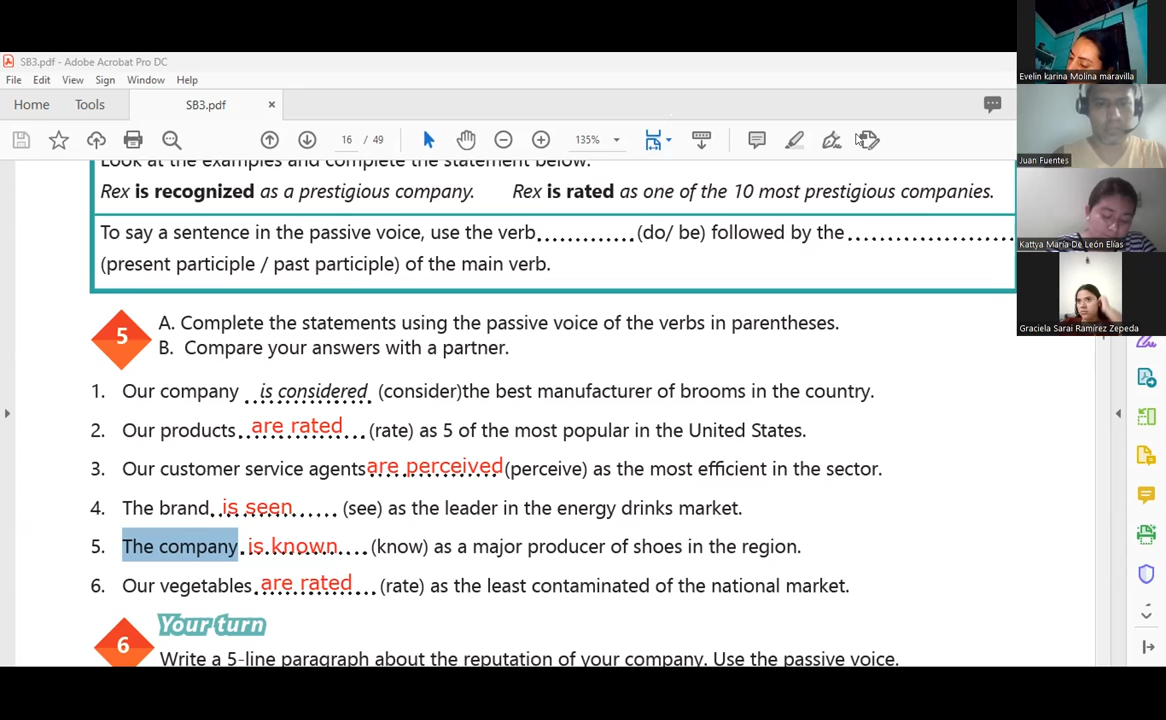 SB3.pdf - Adobe Acrobat Pro DC
File Edit View Sign Window Help
Home Tools SB3.pdf ×
16 / 49 135%
Look at the examples and complete the statement below.
Rex is recognized as a prestigious company. Rex is rated as one of the 10 most prestigious companies.
To say a sentence in the passive voice, use the verb............(do/ be) followed by the ....................
(present participle / past participle) of the main verb.
5
A. Complete the statements using the passive voice of the verbs in parentheses.
B. Compare your answers with a partner.
1. Our company is considered (consider)the best manufacturer of brooms in the country.
2. Our products are rated (rate) as 5 of the most popular in the United States.
3. Our customer service agents are perceived (perceive) as the most efficient in the sector.
4. The brand is seen (see) as the leader in the energy drinks market.
5. The company is known (know) as a major producer of shoes in the region.
6. Our vegetables are rated (rate) as the least contaminated of the national market.
6
Your turn
Write a 5-line paragraph about the reputation of your company. Use the passive voice.
Evelin karina Molina maravilla
Juan Fuentes
Kattya María De León Elías
Graciela Sarai Ramírez Zepeda